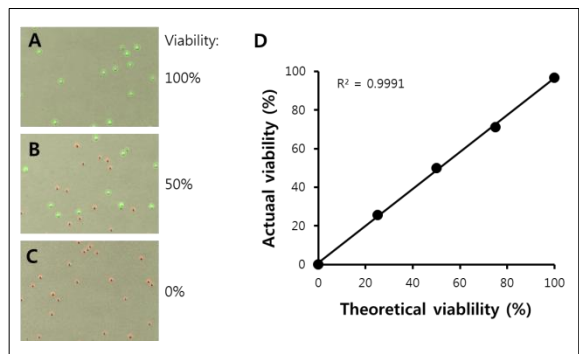 A
Viability:
100%
B
50%
C
0%
D
R² = 0.9991
Actuaal viability (%)
100
80
60
40
20
0
0 20 40 60 80 100
Theoretical viablility (%)